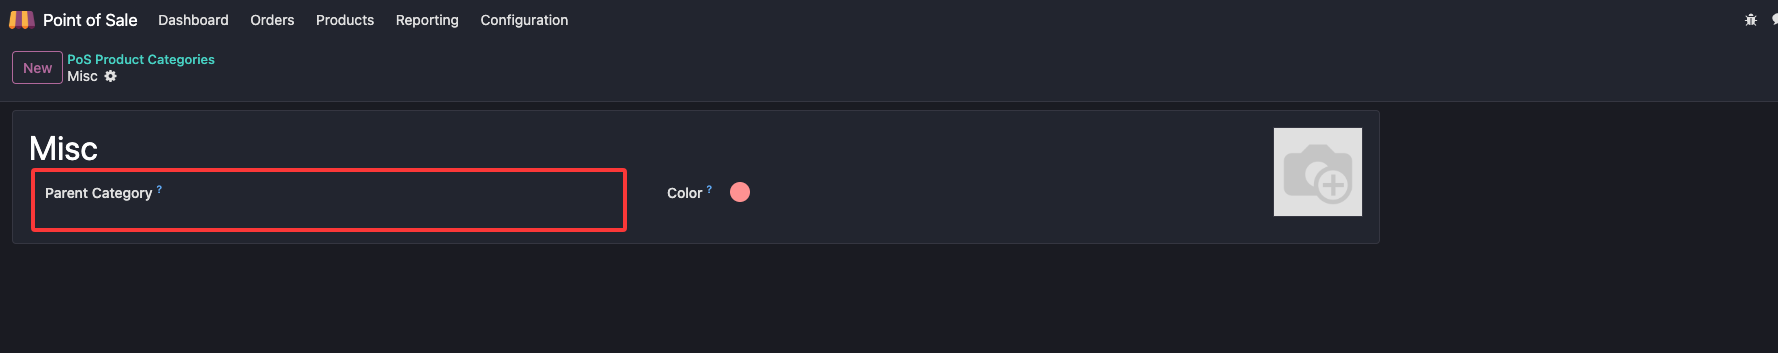 Point of Sale Dashboard Orders Products Reporting Configuration
New
PoS Product Categories
Misc
Misc
Parent Category ?
Color ?